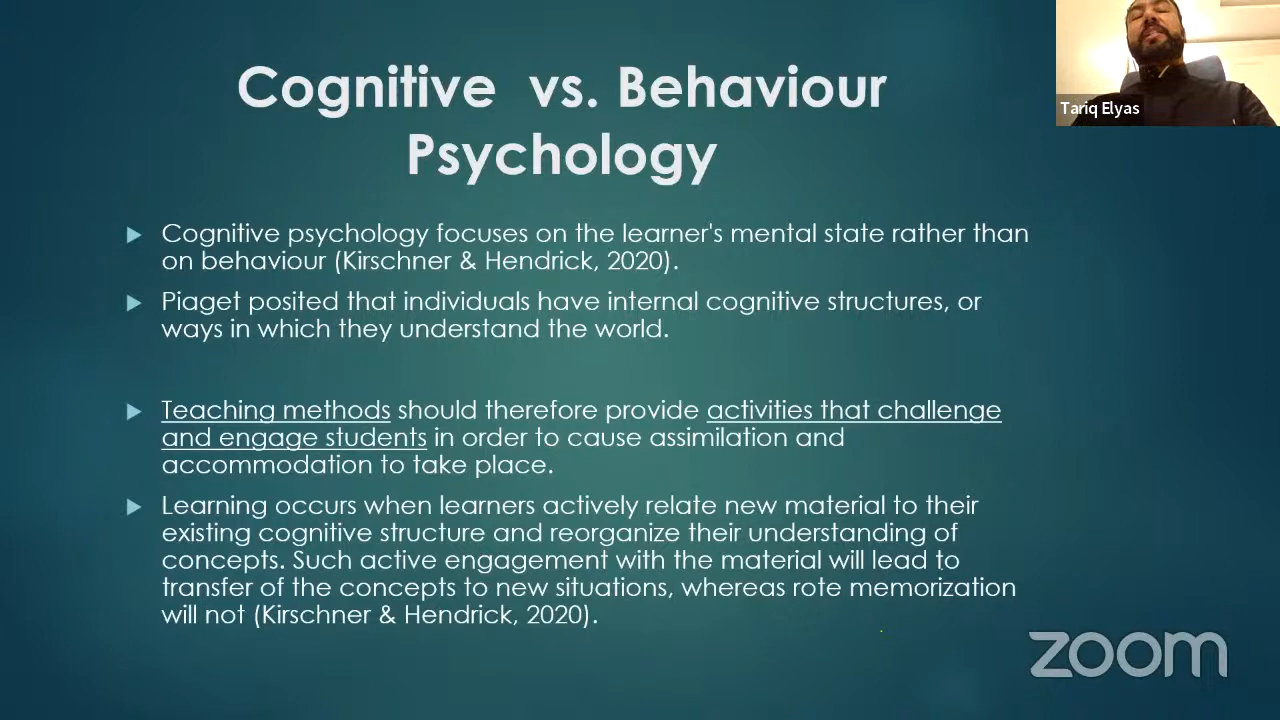 Cognitive vs. Behaviour
Psychology
Tariq Elyas
Cognitive psychology focuses on the learner's mental state rather than
on behaviour (Kirschner & Hendrick, 2020).
Piaget posited that individuals have internal cognitive structures, or
ways in which they understand the world.
Teaching methods should therefore provide activities that challenge
and engage students in order to cause assimilation and
accommodation to take place.
Learning occurs when learners actively relate new material to their
existing cognitive structure and reorganize their understanding of
concepts. Such active engagement with the material will lead to
transfer of the concepts to new situations, whereas rote memorization
will not (Kirschner & Hendrick, 2020).
zoom